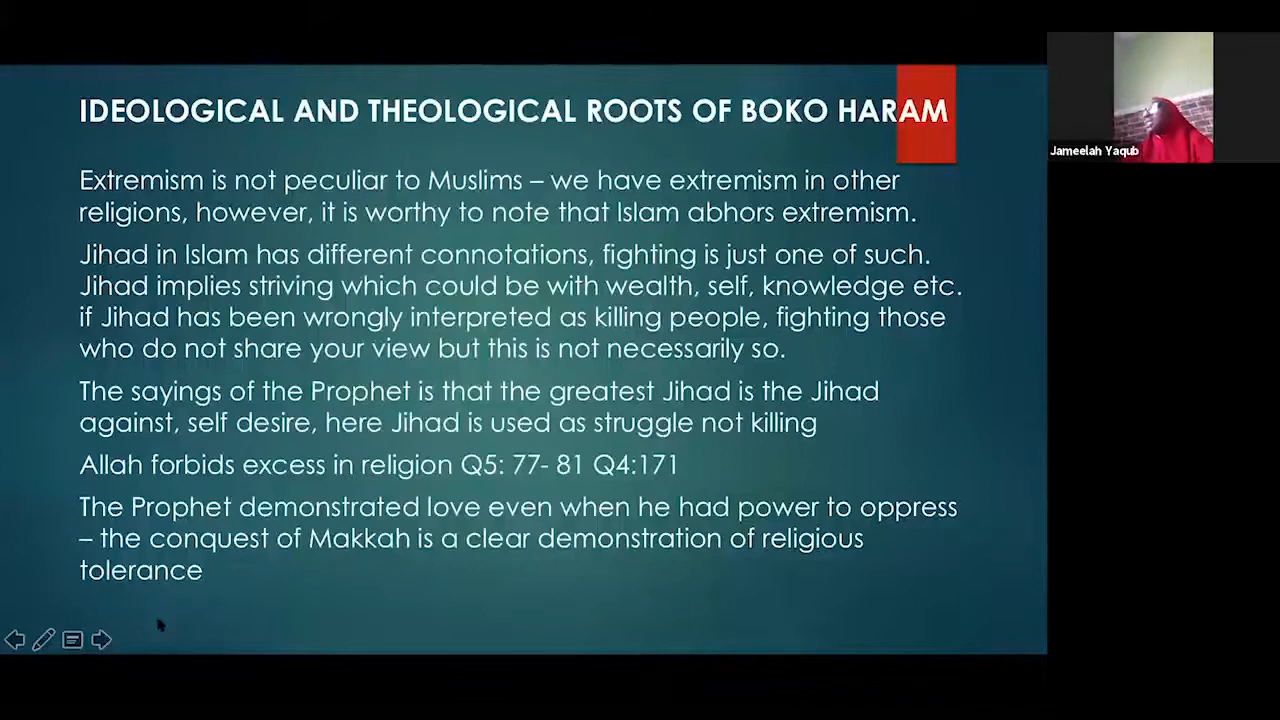 IDEOLOGICAL AND THEOLOGICAL ROOTS OF BOKO HARAM
Extremism is not peculiar to Muslims – we have extremism in other
religions, however, it is worthy to note that Islam abhors extremism.
Jihad in Islam has different connotations, fighting is just one of such.
Jihad implies striving which could be with wealth, self, knowledge etc.
if Jihad has been wrongly interpreted as killing people, fighting those
who do not share your view but this is not necessarily so.
The sayings of the Prophet is that the greatest Jihad is the Jihad
against, self desire, here Jihad is used as struggle not killing
Allah forbids excess in religion Q5: 77- 81 Q4:171
The Prophet demonstrated love even when he had power to oppress
– the conquest of Makkah is a clear demonstration of religious
tolerance
Jameelah Yaqub